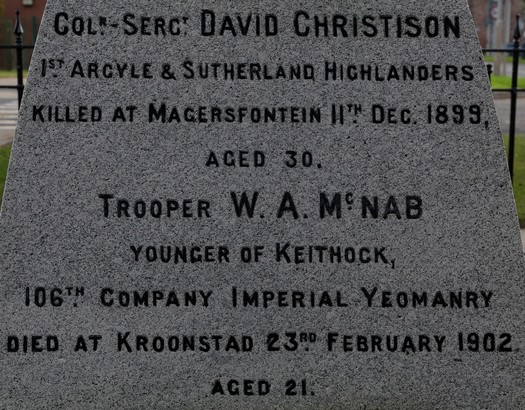 COLR-SERGT DAVID CHRISTISON
1ST ARGYLE & SUTHERLAND HIGHLANDERS
KILLED AT MAGERSFONTEIN 11TH DEC. 1899,
AGED 30.
TROOPER W. A. MCNAB
YOUNGER OF KEITHOCK,
106TH COMPANY IMPERIAL YEOMANRY
DIED AT KROONSTAD 23RD FEBRUARY 1902
AGED 21.